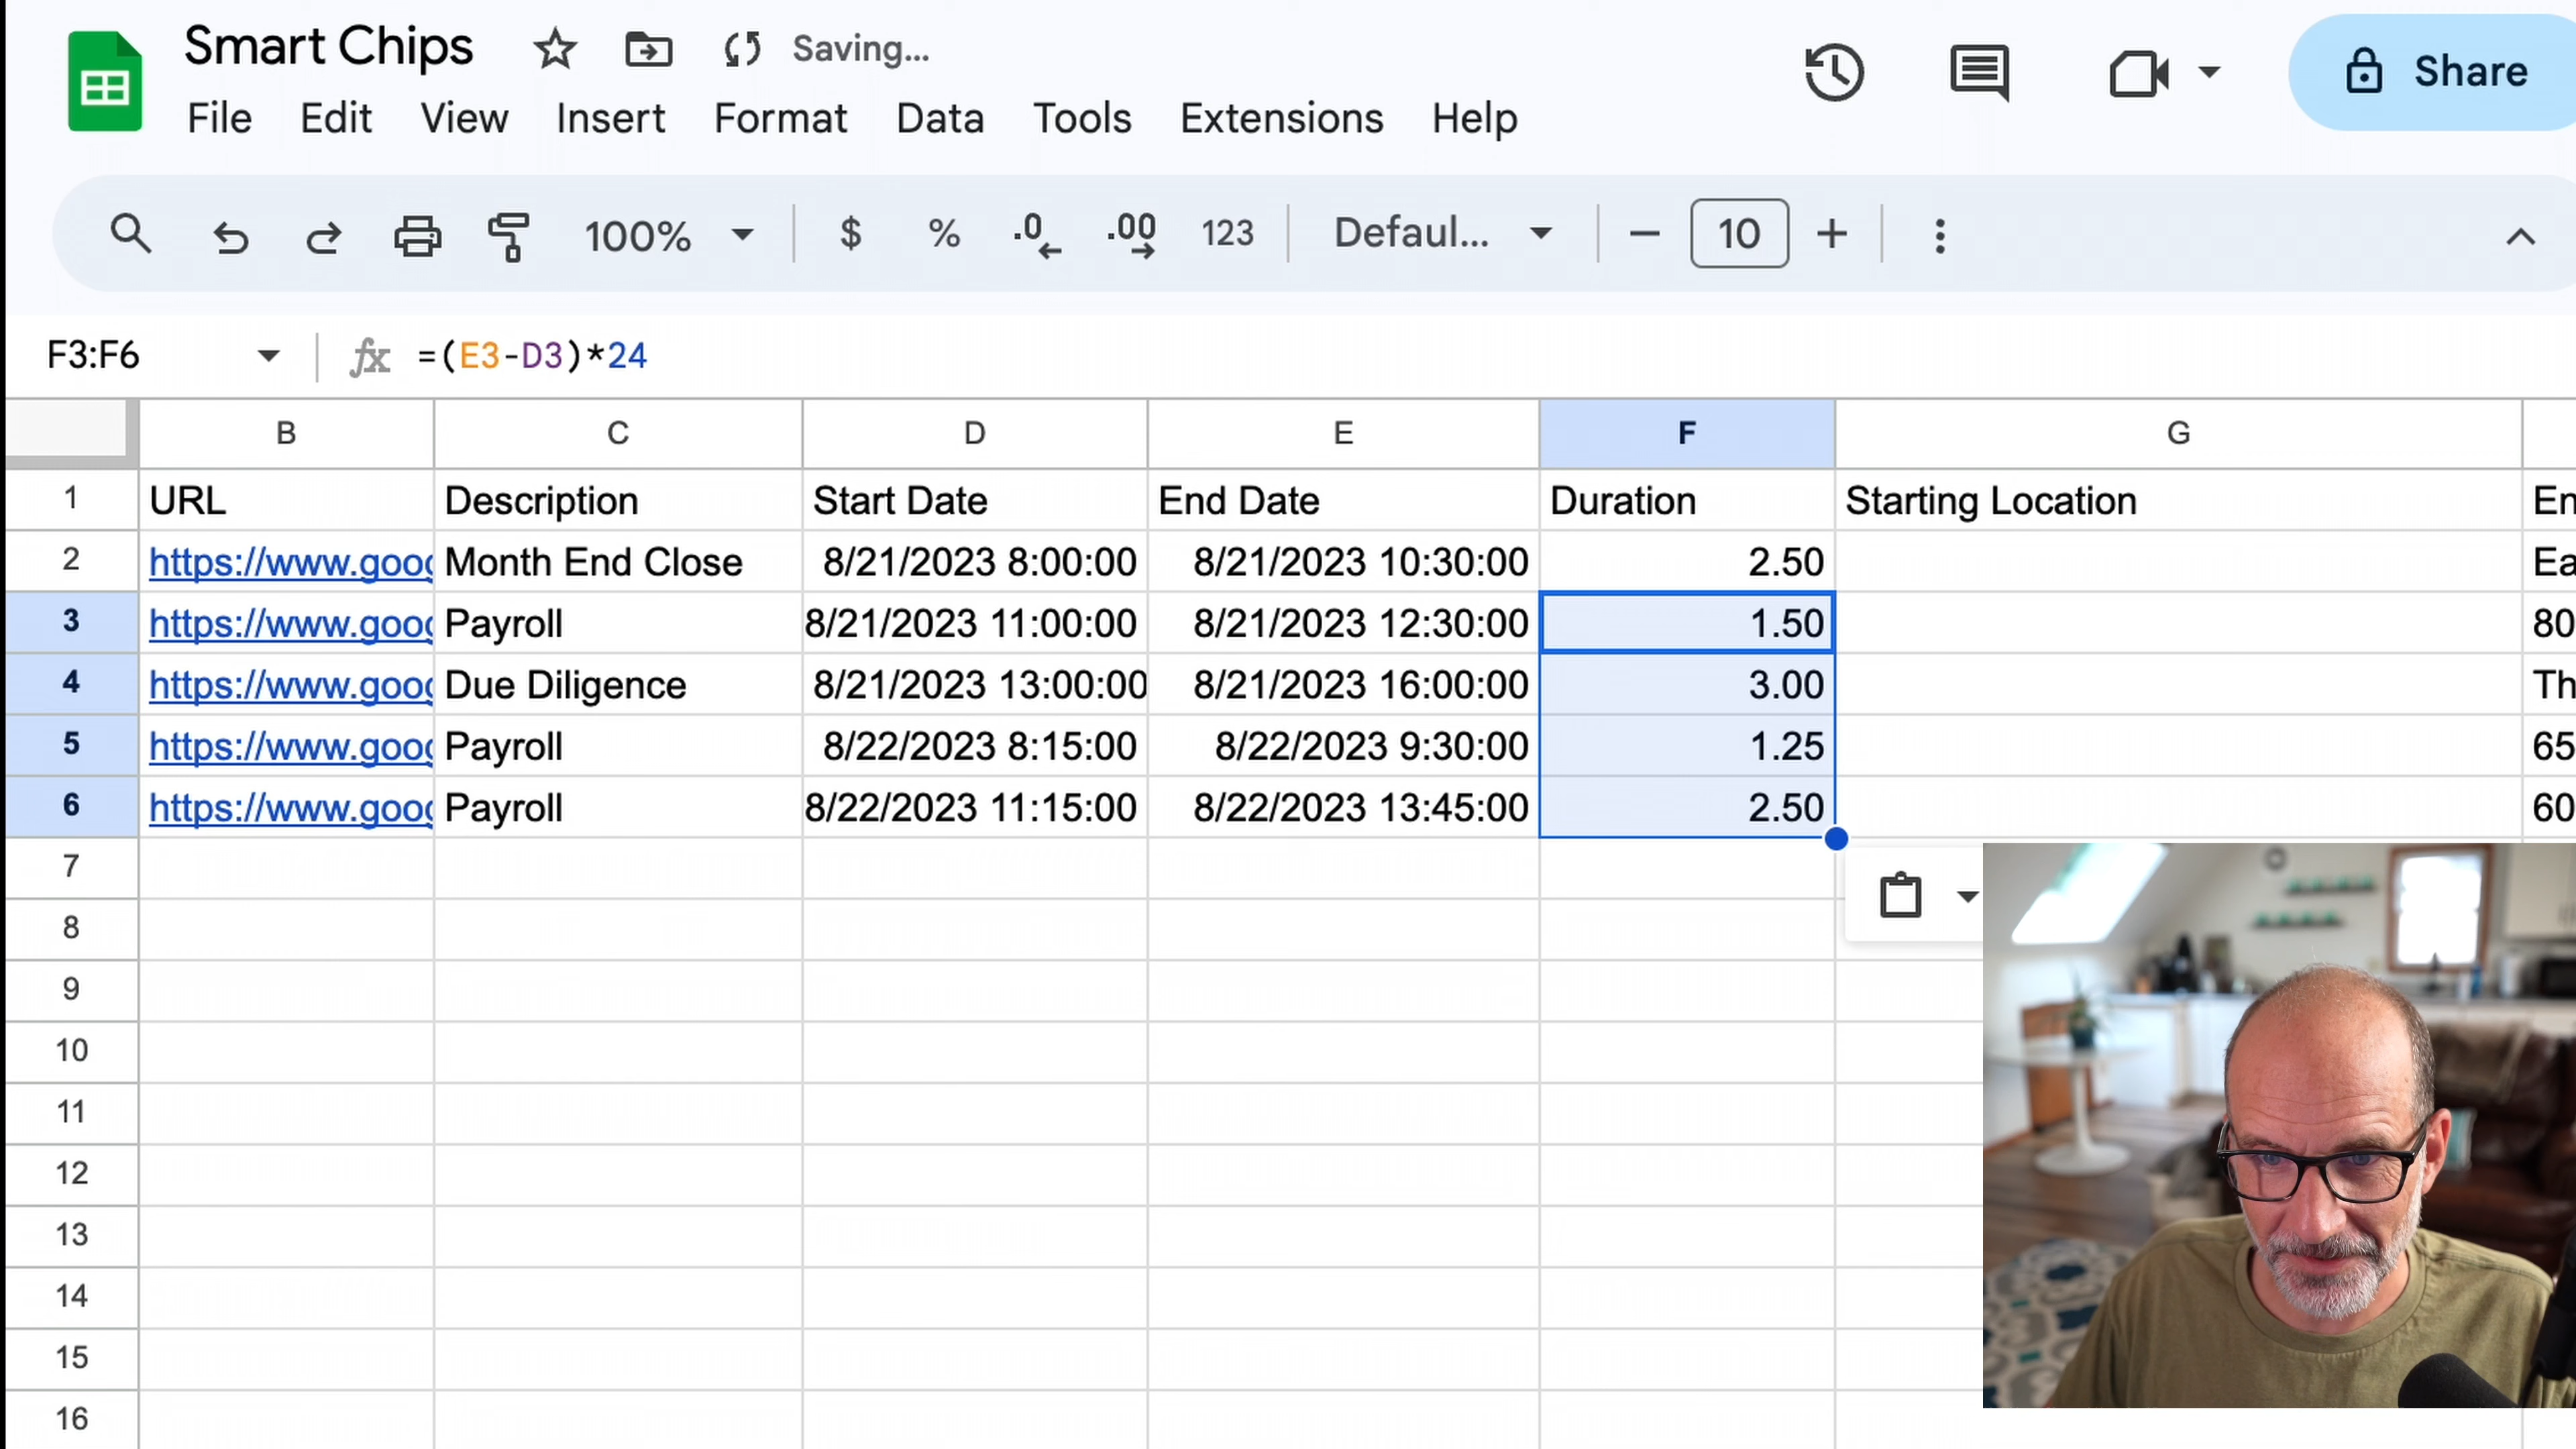 Smart Chips Saving... Share
File Edit View Insert Format Data Tools Extensions Help
100% $ % .0 .00 123 Defaul... 10
F3:F6 fx =(E3-D3)*24
B C D E F G
1 URL Description Start Date End Date Duration Starting Location En
2 https://www.goog Month End Close 8/21/2023 8:00:00 8/21/2023 10:30:00 2.50 Ea
3 https://www.goog Payroll 8/21/2023 11:00:00 8/21/2023 12:30:00 1.50 80
4 https://www.goog Due Diligence 8/21/2023 13:00:00 8/21/2023 16:00:00 3.00 Th
5 https://www.goog Payroll 8/22/2023 8:15:00 8/22/2023 9:30:00 1.25 65
6 https://www.goog Payroll 8/22/2023 11:15:00 8/22/2023 13:45:00 2.50 60
7
8
9
10
11
12
13
14
15
16